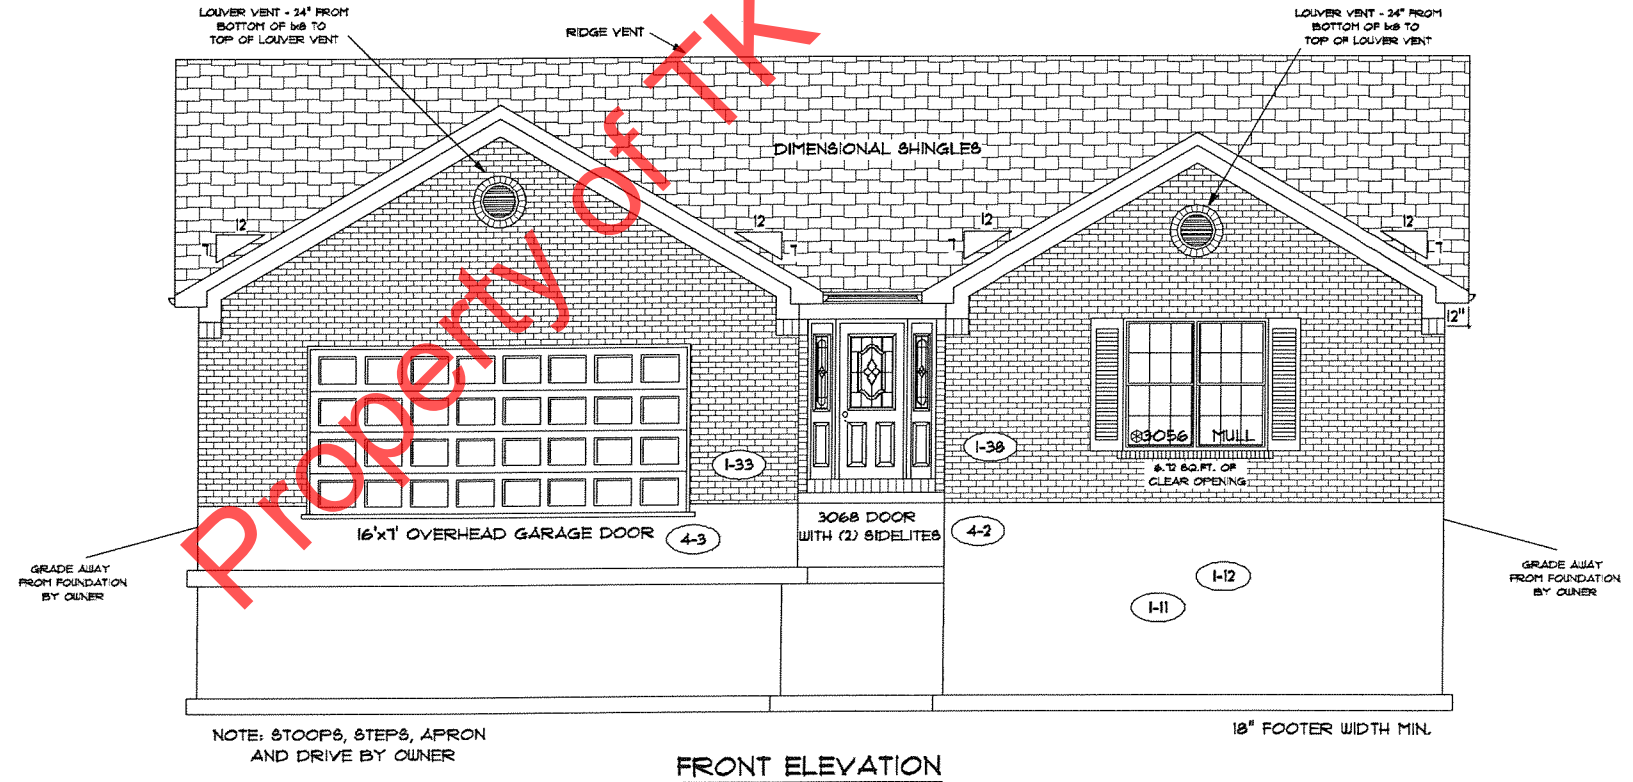 LOUVER VENT - 24" FROM
BOTTOM OF 1x8 TO
TOP OF LOUVER VENT
RIDGE VENT
LOUVER VENT - 24" FROM
BOTTOM OF 1x8 TO
TOP OF LOUVER VENT
DIMENSIONAL SHINGLES
12
7
12
7
12
7
12
7
12"
Property of TK
⊛3056 MULL
6.72 SQ.FT. OF
CLEAR OPENING
1-33
1-38
16'x7' OVERHEAD GARAGE DOOR
4-3
3068 DOOR
WITH (2) SIDELITES
4-2
GRADE AWAY
FROM FOUNDATION
BY OWNER
GRADE AWAY
FROM FOUNDATION
BY OWNER
1-12
1-11
NOTE: STOOPS, STEPS, APRON
AND DRIVE BY OWNER
18" FOOTER WIDTH MIN.
FRONT ELEVATION